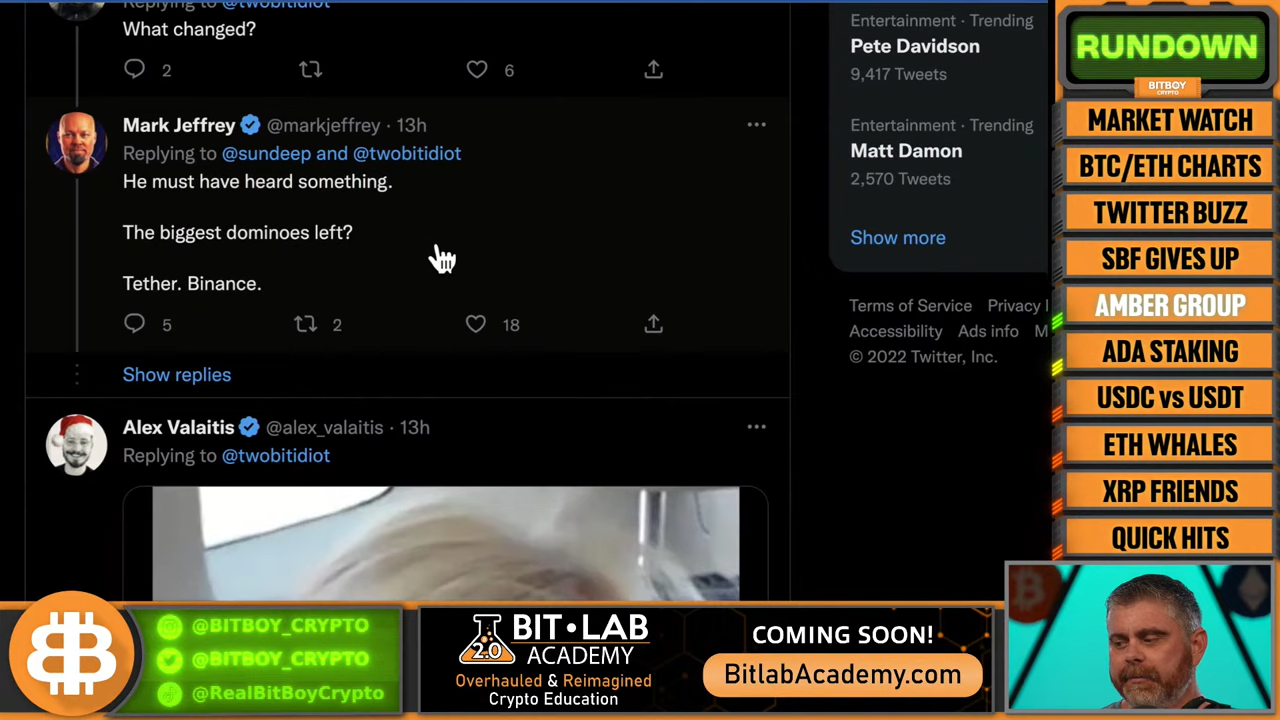 Replying to @twobitidiot
What changed?
2
6
Mark Jeffrey @markjeffrey · 13h
Replying to @sundeep and @twobitidiot
He must have heard something.
The biggest dominoes left?
Tether. Binance.
5
2
18
Show replies
Alex Valaitis @alex_valaitis · 13h
Replying to @twobitidiot
Entertainment · Trending
Pete Davidson
9,417 Tweets
Entertainment · Trending
Matt Damon
2,570 Tweets
Show more
Terms of Service Privacy
Accessibility Ads info
© 2022 Twitter, Inc.
RUNDOWN
BITBOY
CRYPTO
MARKET WATCH
BTC/ETH CHARTS
TWITTER BUZZ
SBF GIVES UP
AMBER GROUP
ADA STAKING
USDC vs USDT
ETH WHALES
XRP FRIENDS
QUICK HITS
@BITBOY_CRYPTO
@BITBOY_CRYPTO
@RealBitBoyCrypto
2.0
BIT•LAB
ACADEMY
Overhauled & Reimagined
Crypto Education
COMING SOON!
BitlabAcademy.com